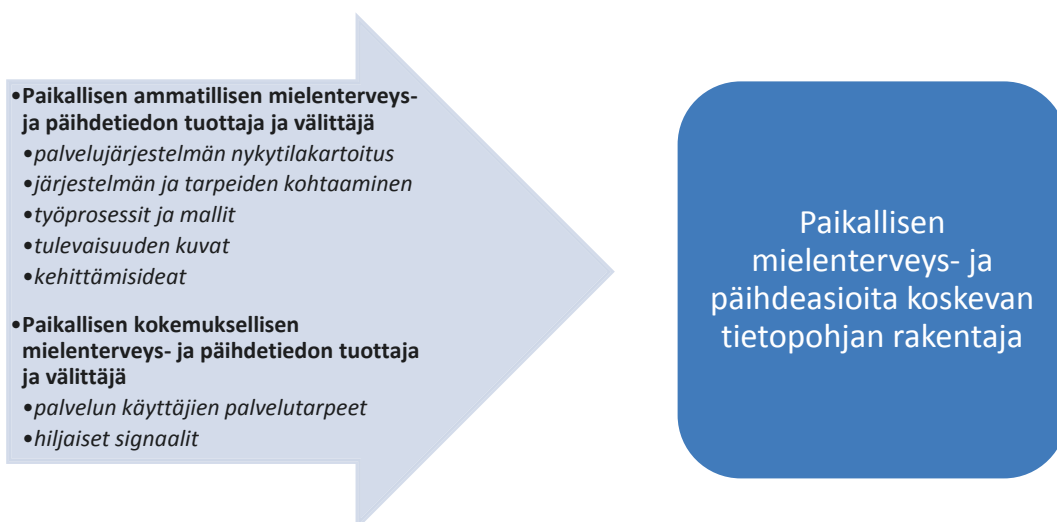 •Paikallisen ammatillisen mielenterveys-
ja päihdetiedon tuottaja ja välittäjä
•palvelujärjestelmän nykytilakartoitus
•järjestelmän ja tarpeiden kohtaaminen
•työprosessit ja mallit
•tulevaisuuden kuvat
•kehittämisideat
•Paikallisen kokemuksellisen
mielenterveys- ja päihdetiedon tuottaja
ja välittäjä
•palvelun käyttäjien palvelutarpeet
•hiljaiset signaalit
Paikallisen
mielenterveys- ja
päihdeasioita koskevan
tietopohjan rakentaja